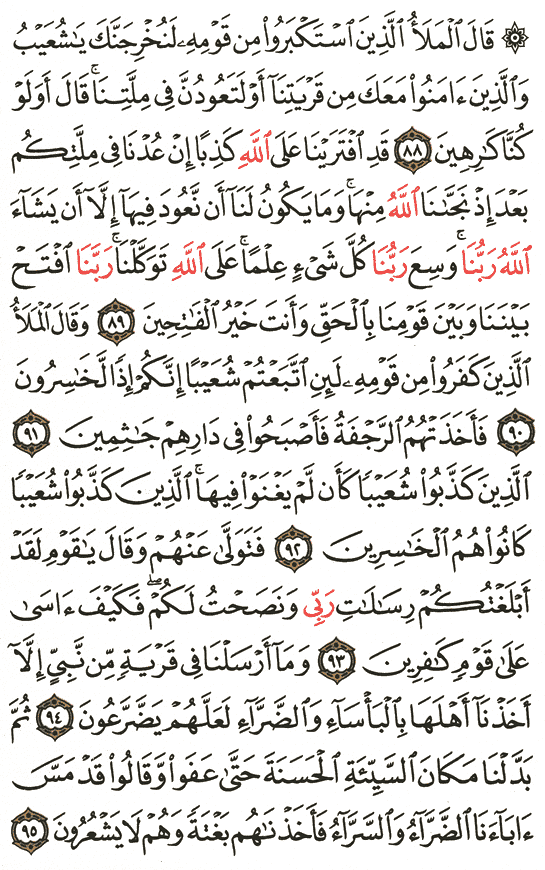 ۞ قَالَ ٱلْمَلَأُ ٱلَّذِينَ ٱسْتَكْبَرُوا۟ مِن قَوْمِهِۦ لَنُخْرِجَنَّكَ يَـٰشُعَيْبُ
وَٱلَّذِينَ ءَامَنُوا۟ مَعَكَ مِن قَرْيَتِنَآ أَوْ لَتَعُودُنَّ فِى مِلَّتِنَا ۚ قَالَ أَوَلَوْ
كُنَّا كَـٰرِهِينَ ٨٨ قَدِ ٱفْتَرَيْنَا عَلَى ٱللَّهِ كَذِبًا إِنْ عُدْنَا فِى مِلَّتِكُم
بَعْدَ إِذْ نَجَّىٰنَا ٱللَّهُ مِنْهَا ۚ وَمَا يَكُونُ لَنَآ أَن نَّعُودَ فِيهَآ إِلَّآ أَن يَشَآءَ
ٱللَّهُ رَبُّنَا ۚ وَسِعَ رَبُّنَا كُلَّ شَىْءٍ عِلْمًا ۚ عَلَى ٱللَّهِ تَوَكَّلْنَا ۚ رَبَّنَا ٱفْتَحْ
بَيْنَنَا وَبَيْنَ قَوْمِنَا بِٱلْحَقِّ وَأَنتَ خَيْرُ ٱلْفَـٰتِحِينَ ٨٩ وَقَالَ ٱلْمَلَأُ
ٱلَّذِينَ كَفَرُوا۟ مِن قَوْمِهِۦ لَئِنِ ٱتَّبَعْتُمْ شُعَيْبًا إِنَّكُمْ إِذًا لَّخَـٰسِرُونَ
٩٠ فَأَخَذَتْهُمُ ٱلرَّجْفَةُ فَأَصْبَحُوا۟ فِى دَارِهِمْ جَـٰثِمِينَ ٩١
ٱلَّذِينَ كَذَّبُوا۟ شُعَيْبًا كَأَن لَّمْ يَغْنَوْا۟ فِيهَا ۚ ٱلَّذِينَ كَذَّبُوا۟ شُعَيْبًا
كَانُوا۟ هُمُ ٱلْخَـٰسِرِينَ ٩٢ فَتَوَلَّىٰ عَنْهُمْ وَقَالَ يَـٰقَوْمِ لَقَدْ
أَبْلَغْتُكُمْ رِسَـٰلَـٰتِ رَبِّى وَنَصَحْتُ لَكُمْ ۖ فَكَيْفَ ءَاسَىٰ
عَلَىٰ قَوْمٍ كَـٰفِرِينَ ٩٣ وَمَآ أَرْسَلْنَا فِى قَرْيَةٍ مِّن نَّبِىٍّ إِلَّآ
أَخَذْنَآ أَهْلَهَا بِٱلْبَأْسَآءِ وَٱلضَّرَّآءِ لَعَلَّهُمْ يَضَّرَّعُونَ ٩٤ ثُمَّ
بَدَّلْنَا مَكَانَ ٱلسَّيِّئَةِ ٱلْحَسَنَةَ حَتَّىٰ عَفَوا۟ وَّقَالُوا۟ قَدْ مَسَّ
ءَابَآءَنَا ٱلضَّرَّآءُ وَٱلسَّرَّآءُ فَأَخَذْنَـٰهُم بَغْتَةً وَهُمْ لَا يَشْعُرُونَ ٩٥